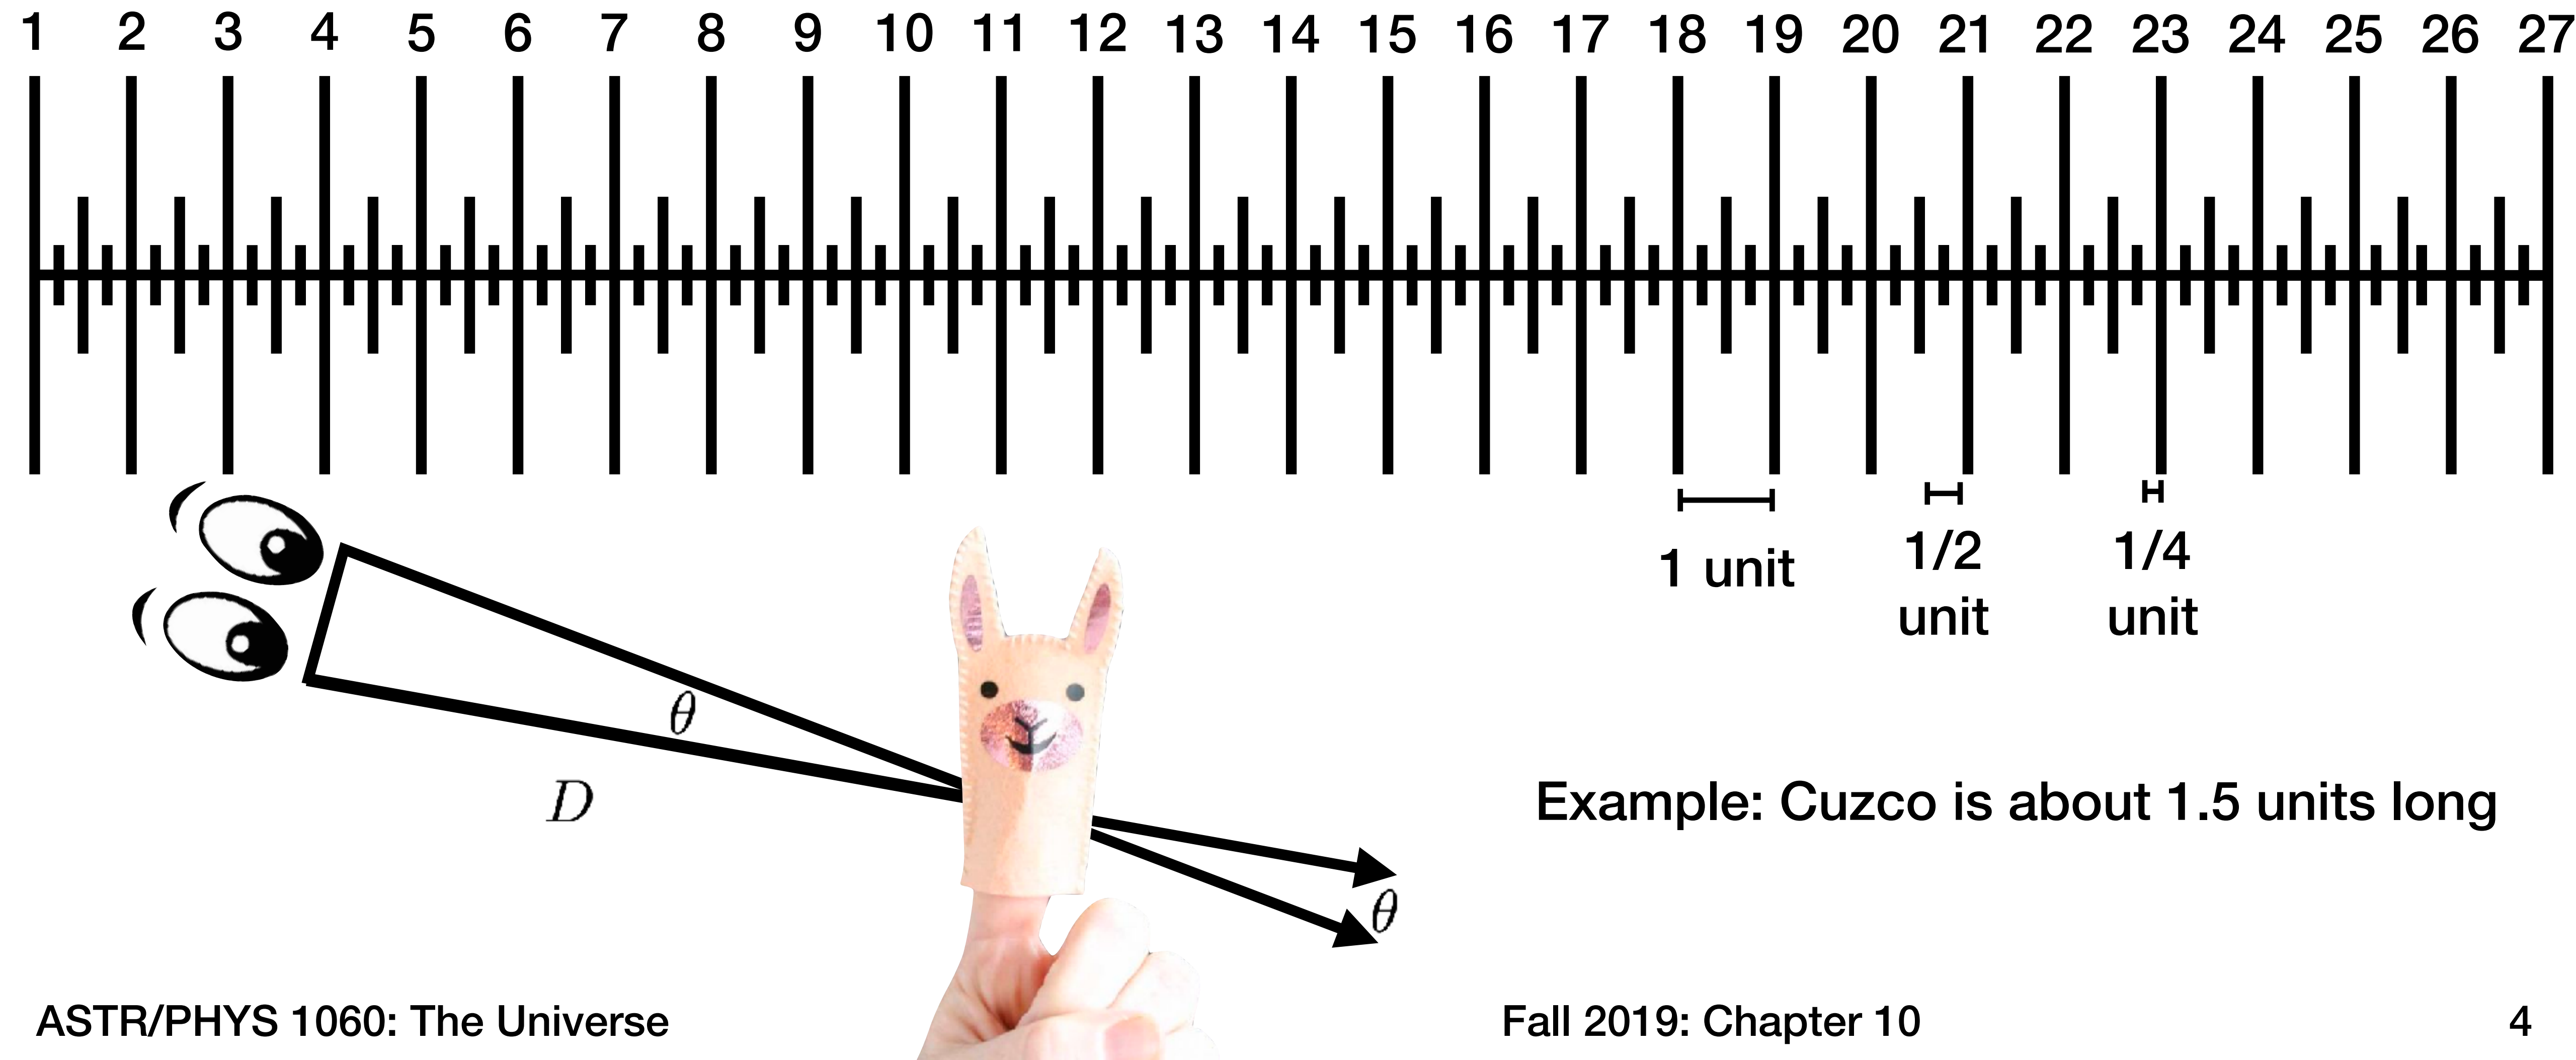 1 2 3 4 5 6 7 8 9 10 11 12 13 14 15 16 17 18 19 20 21 22 23 24 25 26 27
1 unit
1/2
unit
1/4
unit
θ
D
Example: Cuzco is about 1.5 units long
θ
ASTR/PHYS 1060: The Universe
Fall 2019: Chapter 10
4